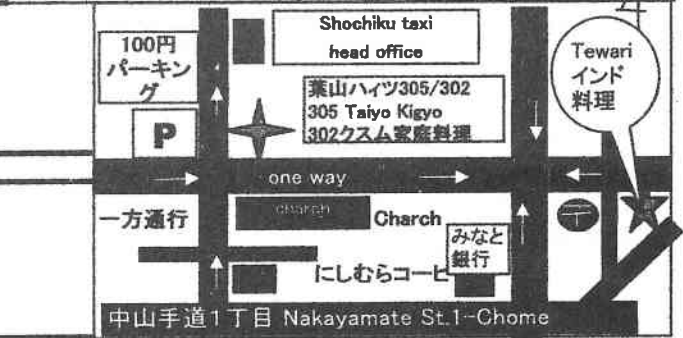 100円
パーキン
グ
P
Shochiku taxi
head office
葉山ハイツ305/302
305 Taiyo Kigyo
302クスム家庭料理
Tewari
インド
料理
one way
一方通行
charch
Charch
みなと
銀行
〒
にしむらコーヒ
中山手道1丁目 Nakayamate St.1-Chome